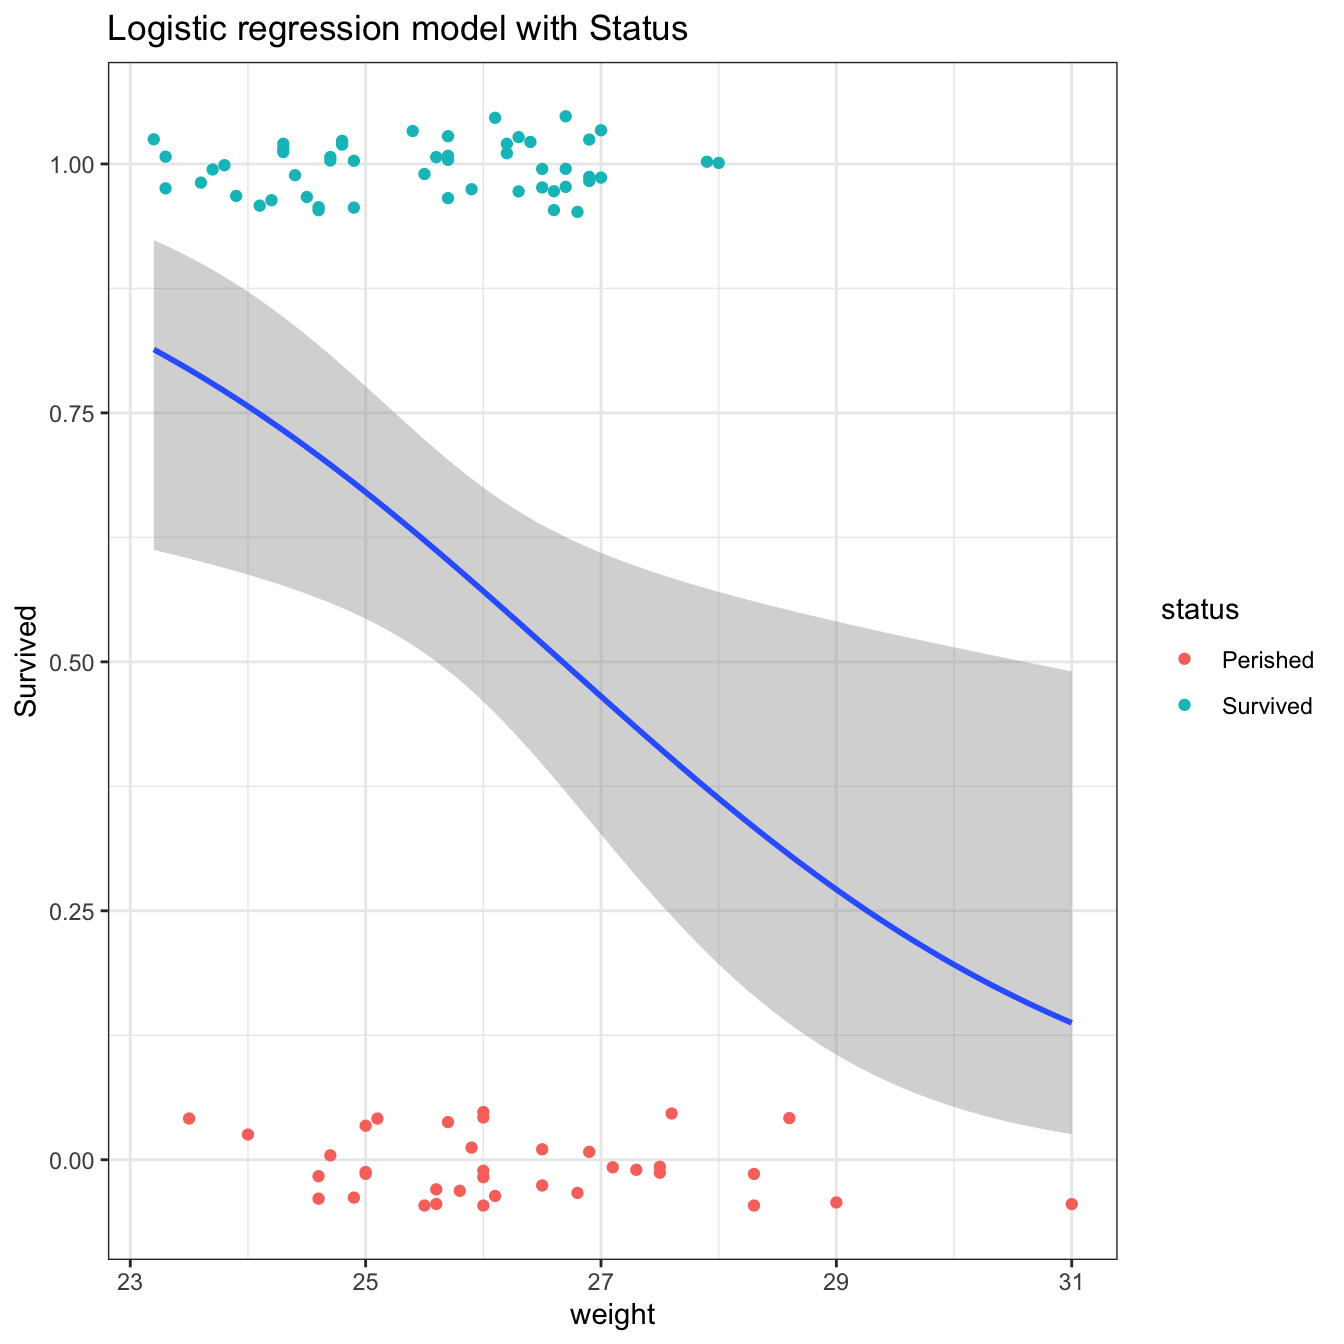 Logistic regression model with Status
1.00
0.75
0.50
0.25
0.00
Survived
23 25 27 29 31
weight
status
Perished
Survived